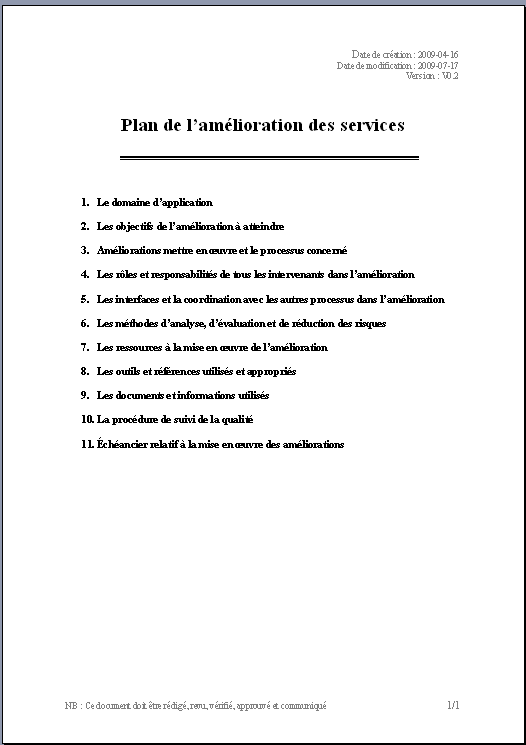 Date de création : 2009-04-16
Date de modification : 2009-07-17
Version : V0.2
Plan de l’amélioration des services
1. Le domaine d’application
2. Les objectifs de l’amélioration à atteindre
3. Améliorations mettre en œuvre et le processus concerné
4. Les rôles et responsabilités de tous les intervenants dans l’amélioration
5. Les interfaces et la coordination avec les autres processus dans l’amélioration
6. Les méthodes d’analyse, d’évaluation et de réduction des risques
7. Les ressources à la mise en œuvre de l’amélioration
8. Les outils et références utilisés et appropriés
9. Les documents et informations utilisés
10. La procédure de suivi de la qualité
11. Échéancier relatif à la mise en œuvre des améliorations
NB : Ce document doit être rédigé, revu, vérifié, approuvé et communiqué 1/1